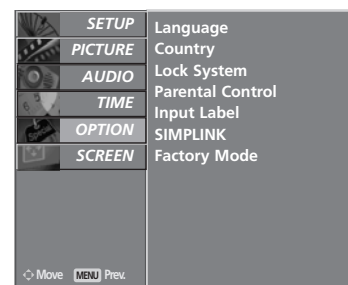 SETUP
PICTURE
AUDIO
TIME
OPTION
SCREEN
Language
Country
Lock System
Parental Control
Input Label
SIMPLINK
Factory Mode
Move MENU Prev.